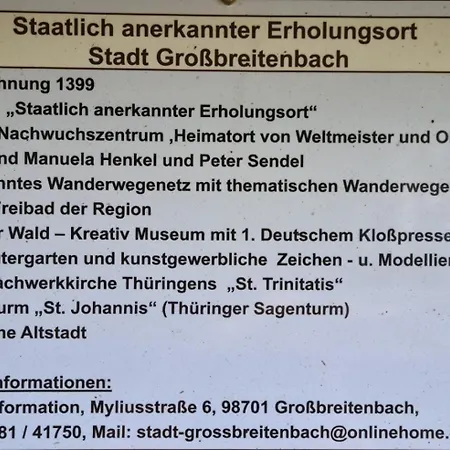 Staatlich anerkannter Erholungsort
Stadt Großbreitenbach
hnung 1399
„Staatlich anerkannter Erholungsort“
Nachwuchszentrum ,Heimatort von Weltmeister und O
nd Manuela Henkel und Peter Sendel
nntes Wanderwegenetz mit thematischen Wanderwege
Freibad der Region
r Wald – Kreativ Museum mit 1. Deutschem Kloßpresse
tergarten und kunstgewerbliche Zeichen - u. Modellier
achwerkkirche Thüringens „St. Trinitatis“
urm „St. Johannis“ (Thüringer Sagenturm)
ne Altstadt
nformationen:
formation, Myliusstraße 6, 98701 Großbreitenbach,
81 / 41750, Mail: stadt-grossbreitenbach@onlinehome.